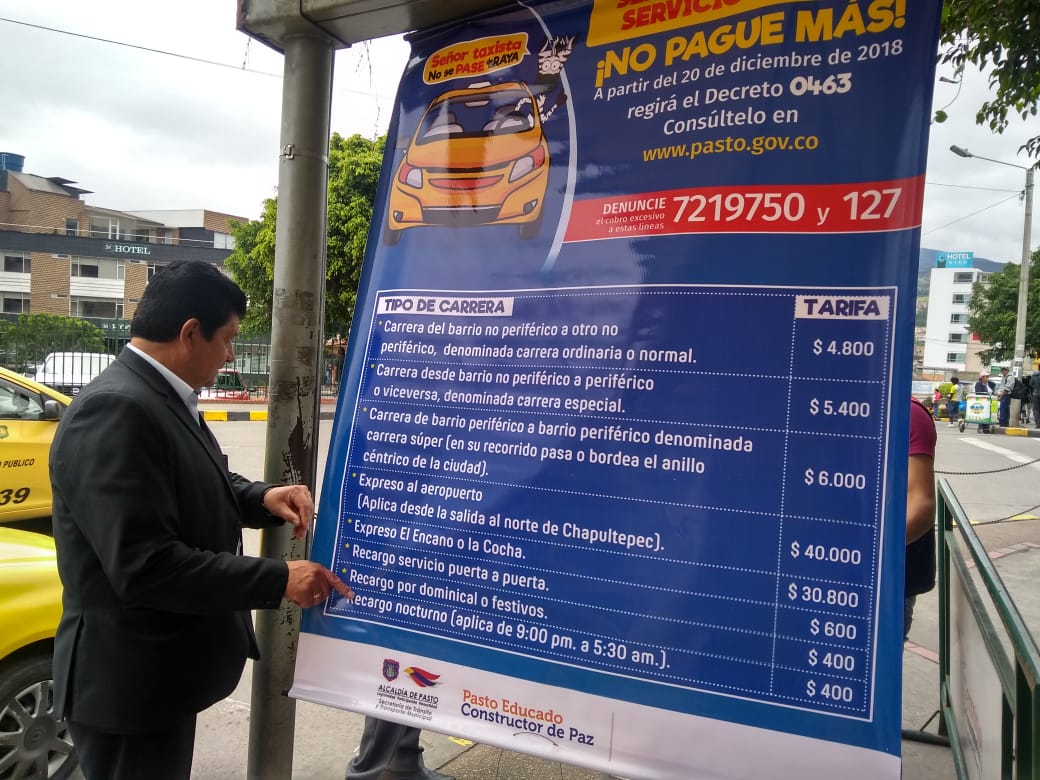 SERVICIO
¡NO PAGUE MÁS!
A partir del 20 de diciembre de 2018
regirá el Decreto 0463
Consúltelo en
www.pasto.gov.co
Señor taxista
No se PASE de RAYA
DENUNCIE
el cobro excesivo
a estas líneas
7219750 y 127
TIPO DE CARRERA TARIFA
* Carrera del barrio no periférico a otro no
periférico, denominada carrera ordinaria o normal. $ 4.800
* Carrera desde barrio no periférico a periférico
o viceversa, denominada carrera especial. $ 5.400
* Carrera de barrio periférico a barrio periférico denominada
carrera súper (en su recorrido pasa o bordea el anillo
céntrico de la ciudad). $ 6.000
* Expreso al aeropuerto
(Aplica desde la salida al norte de Chapultepec). $ 40.000
* Expreso El Encano o la Cocha. $ 30.800
* Recargo servicio puerta a puerta. $ 600
* Recargo por dominical o festivos. $ 400
Recargo nocturno (aplica de 9:00 pm. a 5:30 am.). $ 400
ALCALDÍA DE PASTO
Legitimidad Participación Honestidad
Secretaría de Tránsito
y Transporte Municipal
Pasto Educado
Constructor de Paz
HOTEL
HOTEL
PUBLICO
39